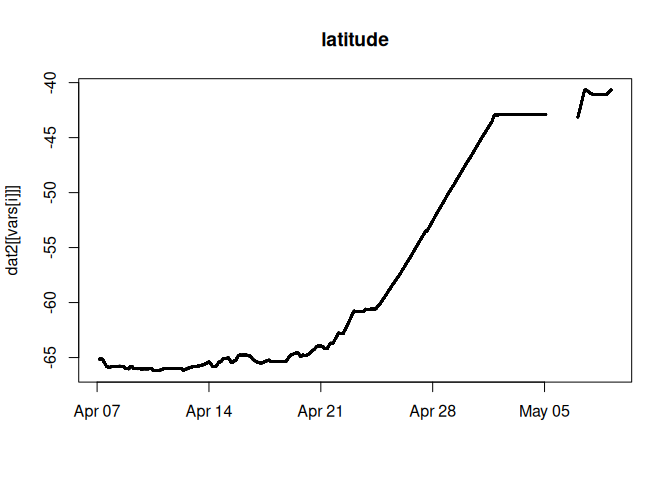 latitude
dat2[[vars[i]]]
-40
-45
-50
-55
-60
-65
Apr 07
Apr 14
Apr 21
Apr 28
May 05